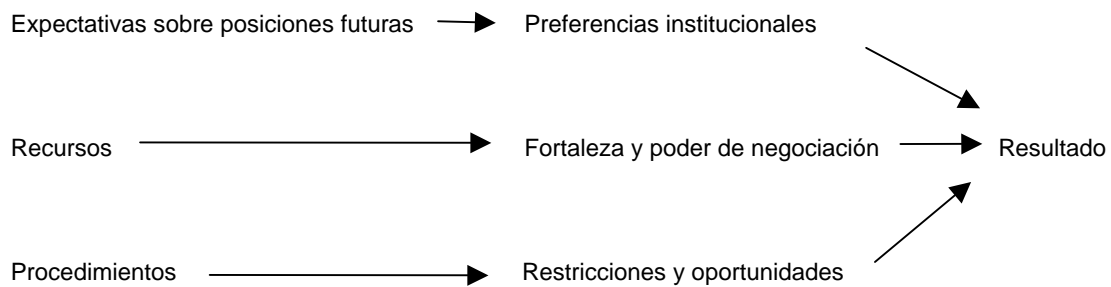 Expectativas sobre posiciones futuras Preferencias institucionales
Recursos Fortaleza y poder de negociación Resultado
Procedimientos Restricciones y oportunidades